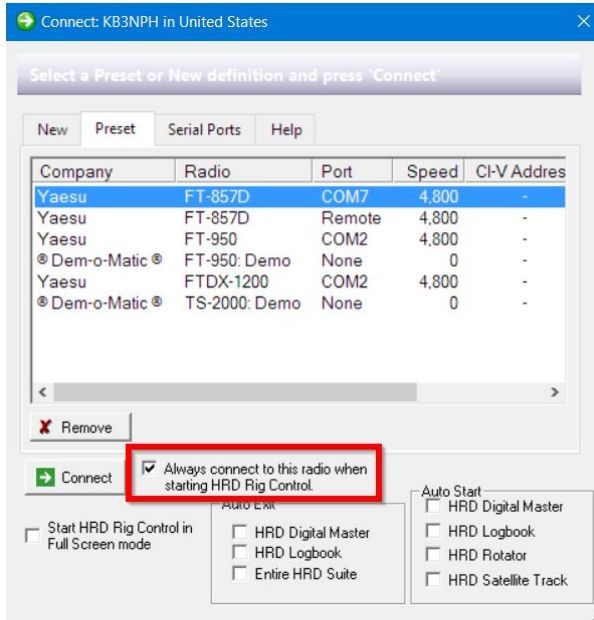 Connect: KB3NPH in United States
Select a Preset or New definition and press 'Connect'
New Preset Serial Ports Help
Company Radio Port Speed CI-V Addres
Yaesu FT-857D COM7 4,800 -
Yaesu FT-857D Remote 4,800 -
Yaesu FT-950 COM2 4,800 -
® Dem-o-Matic ® FT-950: Demo None 0 -
Yaesu FTDX-1200 COM2 4,800 -
® Dem-o-Matic ® TS-2000: Demo None 0 -
Remove
Connect
Always connect to this radio when
starting HRD Rig Control.
Start HRD Rig Control in
Full Screen mode
Auto Exit
HRD Digital Master
HRD Logbook
Entire HRD Suite
Auto Start
HRD Digital Master
HRD Logbook
HRD Rotator
HRD Satellite Track